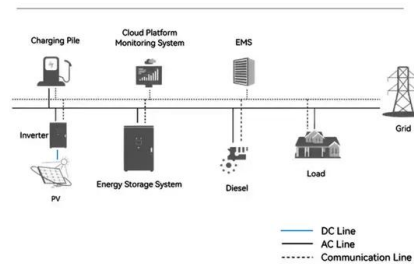 Charging Pile
Cloud Platform
Monitoring System
EMS
Grid
Inverter
PV
Energy Storage System
Diesel
Load
DC Line
AC Line
Communication Line